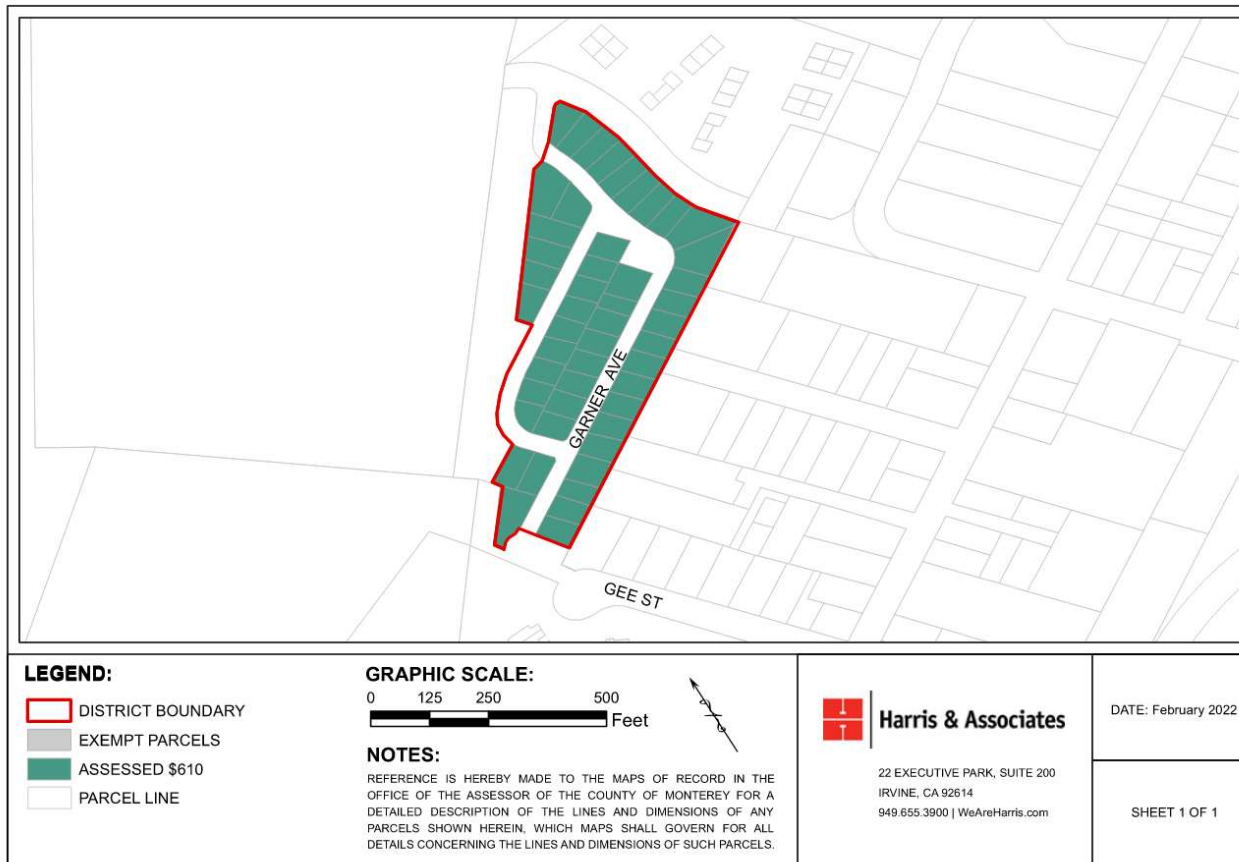 GARNER AVE
GEE ST
LEGEND:
DISTRICT BOUNDARY
EXEMPT PARCELS
ASSESSED $610
PARCEL LINE
GRAPHIC SCALE:
0 125 250 500
Feet
NOTES:
REFERENCE IS HEREBY MADE TO THE MAPS OF RECORD IN THE
OFFICE OF THE ASSESSOR OF THE COUNTY OF MONTEREY FOR A
DETAILED DESCRIPTION OF THE LINES AND DIMENSIONS OF ANY
PARCELS SHOWN HEREIN, WHICH MAPS SHALL GOVERN FOR ALL
DETAILS CONCERNING THE LINES AND DIMENSIONS OF SUCH PARCELS.
Harris & Associates
22 EXECUTIVE PARK, SUITE 200
IRVINE, CA 92614
949.655.3900 | WeAreHarris.com
DATE: February 2022
SHEET 1 OF 1